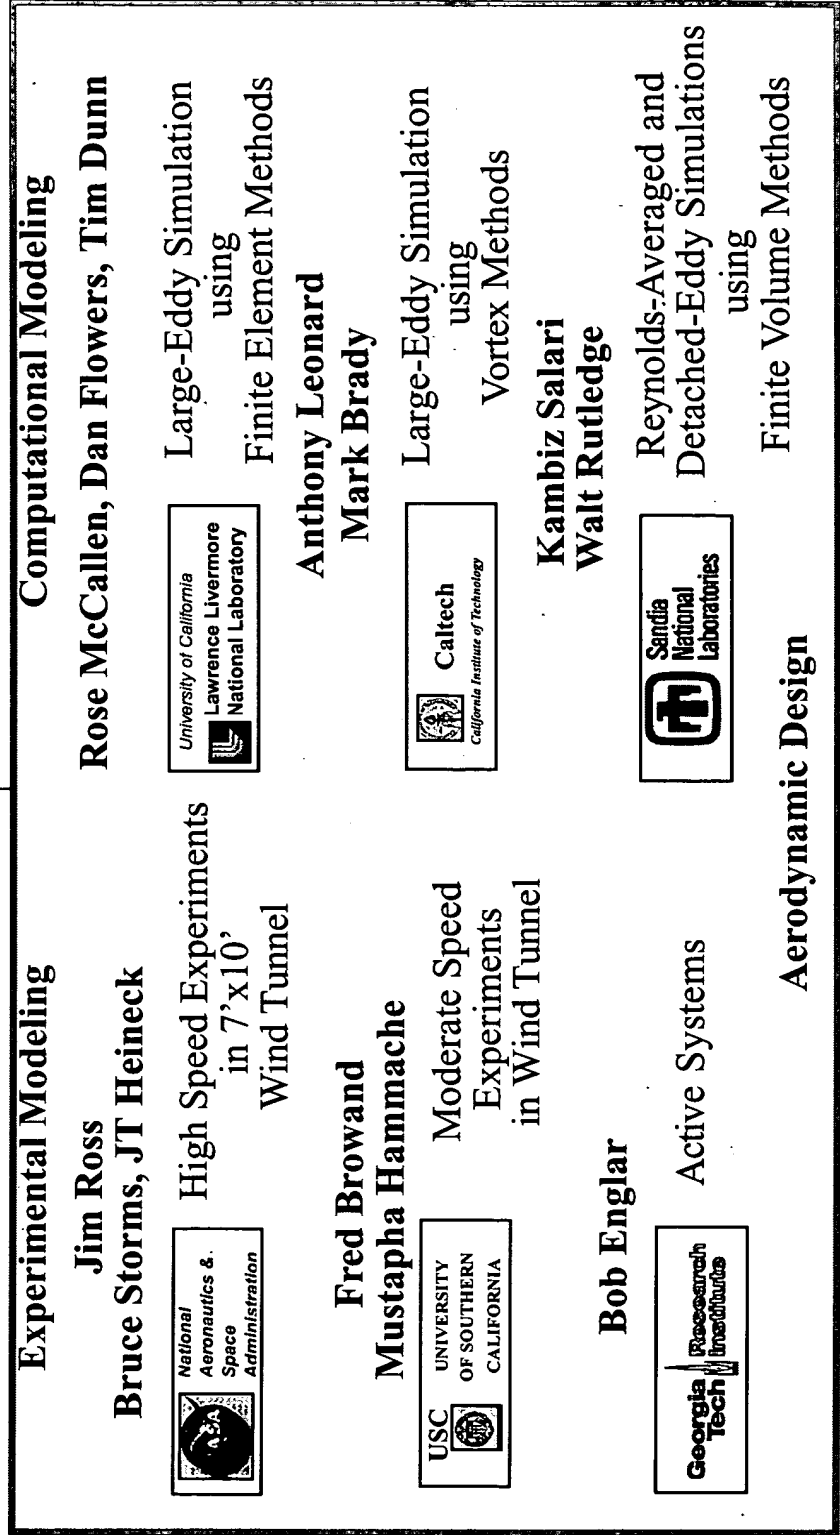 Experimental Modeling
Jim Ross
Bruce Storms, JT Heineck
National
Aeronautics &
Space
Administration
NASA
High Speed Experiments
in 7'x10'
Wind Tunnel
Fred Browand
Mustapha Hammache
USC
UNIVERSITY
OF SOUTHERN
CALIFORNIA
Moderate Speed
Experiments
in Wind Tunnel
Bob Englar
Georgia Tech
Research Institute
Active Systems
Computational Modeling
Rose McCallen, Dan Flowers, Tim Dunn
University of California
Lawrence Livermore
National Laboratory
Large-Eddy Simulation
using
Finite Element Methods
Anthony Leonard
Mark Brady
Caltech
California Institute of Technology
Large-Eddy Simulation
using
Vortex Methods
Kambiz Salari
Walt Rutledge
Sandia
National
Laboratories
Reynolds-Averaged and
Detached-Eddy Simulations
using
Finite Volume Methods
Aerodynamic Design